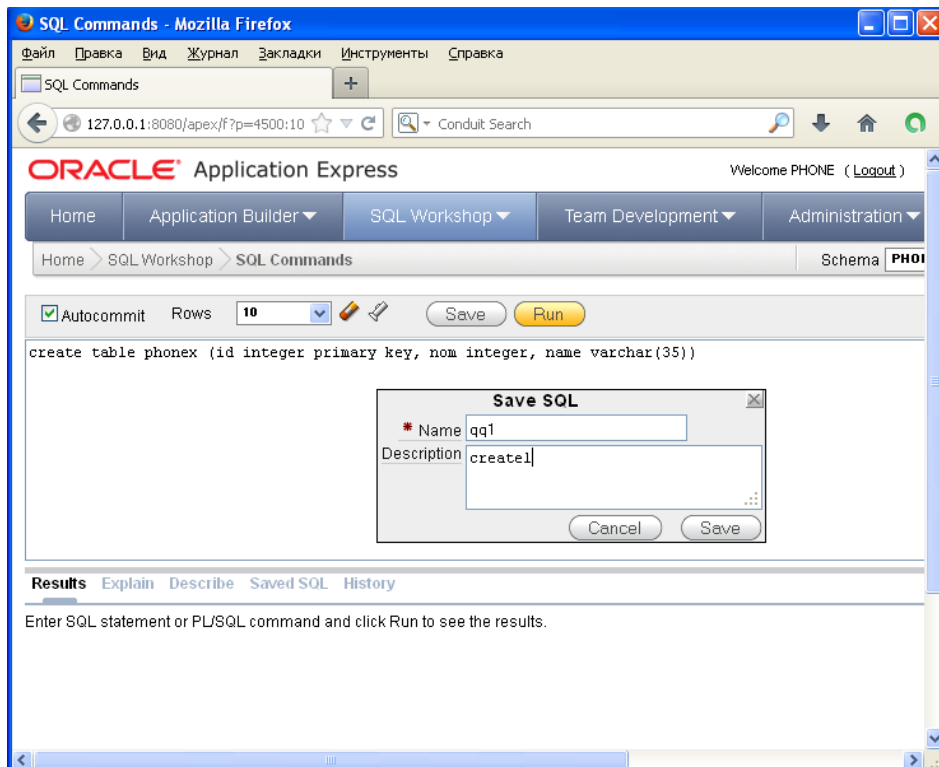 SQL Commands - Mozilla Firefox
Файл Правка Вид Журнал Закладки Инструменты Справка
SQL Commands
127.0.0.1:8080/apex/f?p=4500:10 Conduit Search
ORACLE Application Express Welcome PHONE ( Logout )
Home Application Builder SQL Workshop Team Development Administration
Home SQL Workshop SQL Commands Schema PHO
Autocommit Rows 10 Save Run
create table phonex (id integer primary key, nom integer, name varchar(35))
Save SQL
* Name qq1
Description create1
Cancel Save
Results Explain Describe Saved SQL History
Enter SQL statement or PL/SQL command and click Run to see the results.